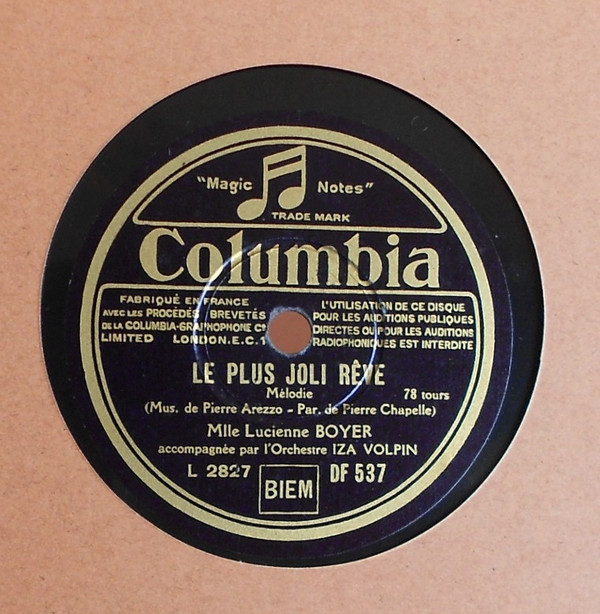 "Magic Notes"
TRADE MARK
Columbia
FABRIQUÉ EN FRANCE
AVEC LES PROCÉDÉS BREVETÉS
DE LA COLUMBIA-GRAPHOPHONE Cº
LIMITED LONDON.E.C.1
L'UTILISATION DE CE DISQUE
POUR LES AUDITIONS PUBLIQUES
DIRECTES OU POUR LES AUDITIONS
RADIOPHONIQUES EST INTERDITE
LE PLUS JOLI RÊVE
Mélodie 78 tours
(Mus. de Pierre Arezzo - Par. de Pierre Chapelle)
Mlle Lucienne BOYER
accompagnée par l'Orchestre IZA VOLPIN
L 2827 DF 537
BIEM